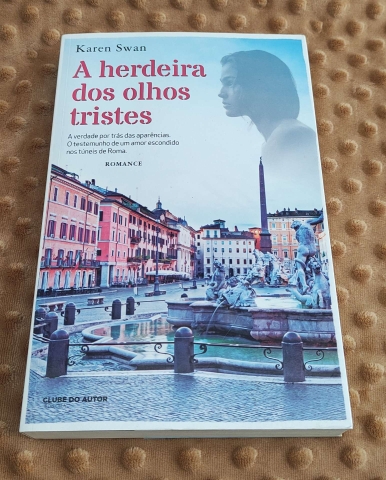 Karen Swan
A herdeira
dos olhos
tristes
A verdade por trás das aparências.
O testemunho de um amor escondido
nos túneis de Roma.
ROMANCE
CLUBE DO AUTOR